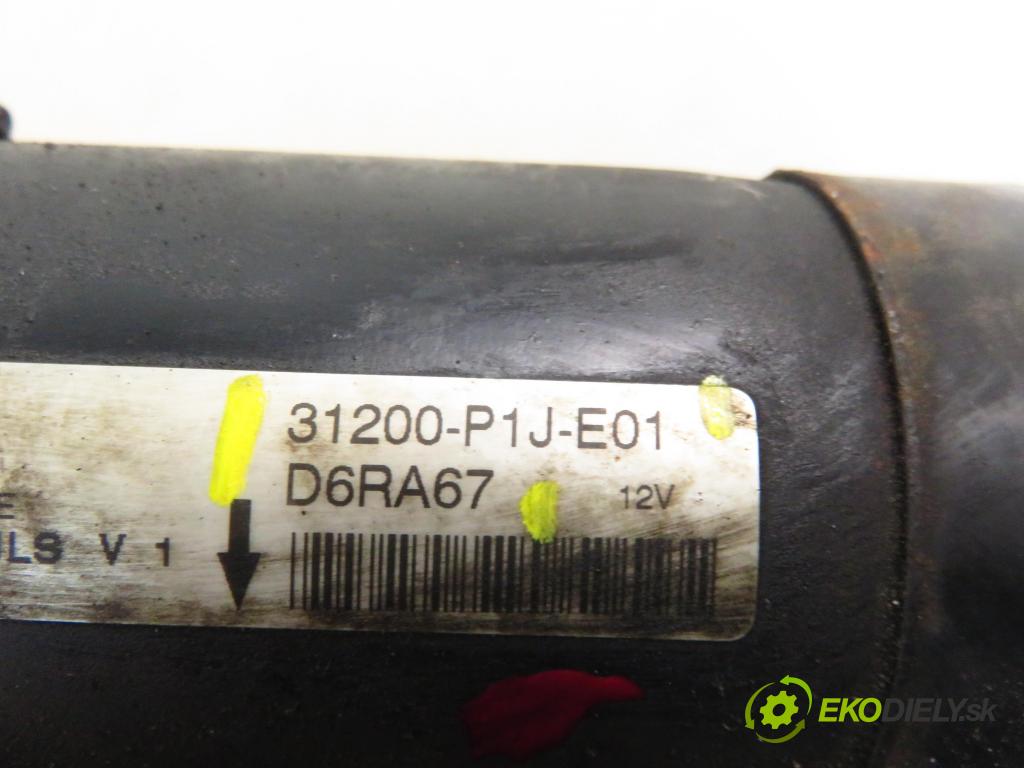 31200-P1J-E01
D6RA67
12V
E
LS V 1
EKODIELY.sk